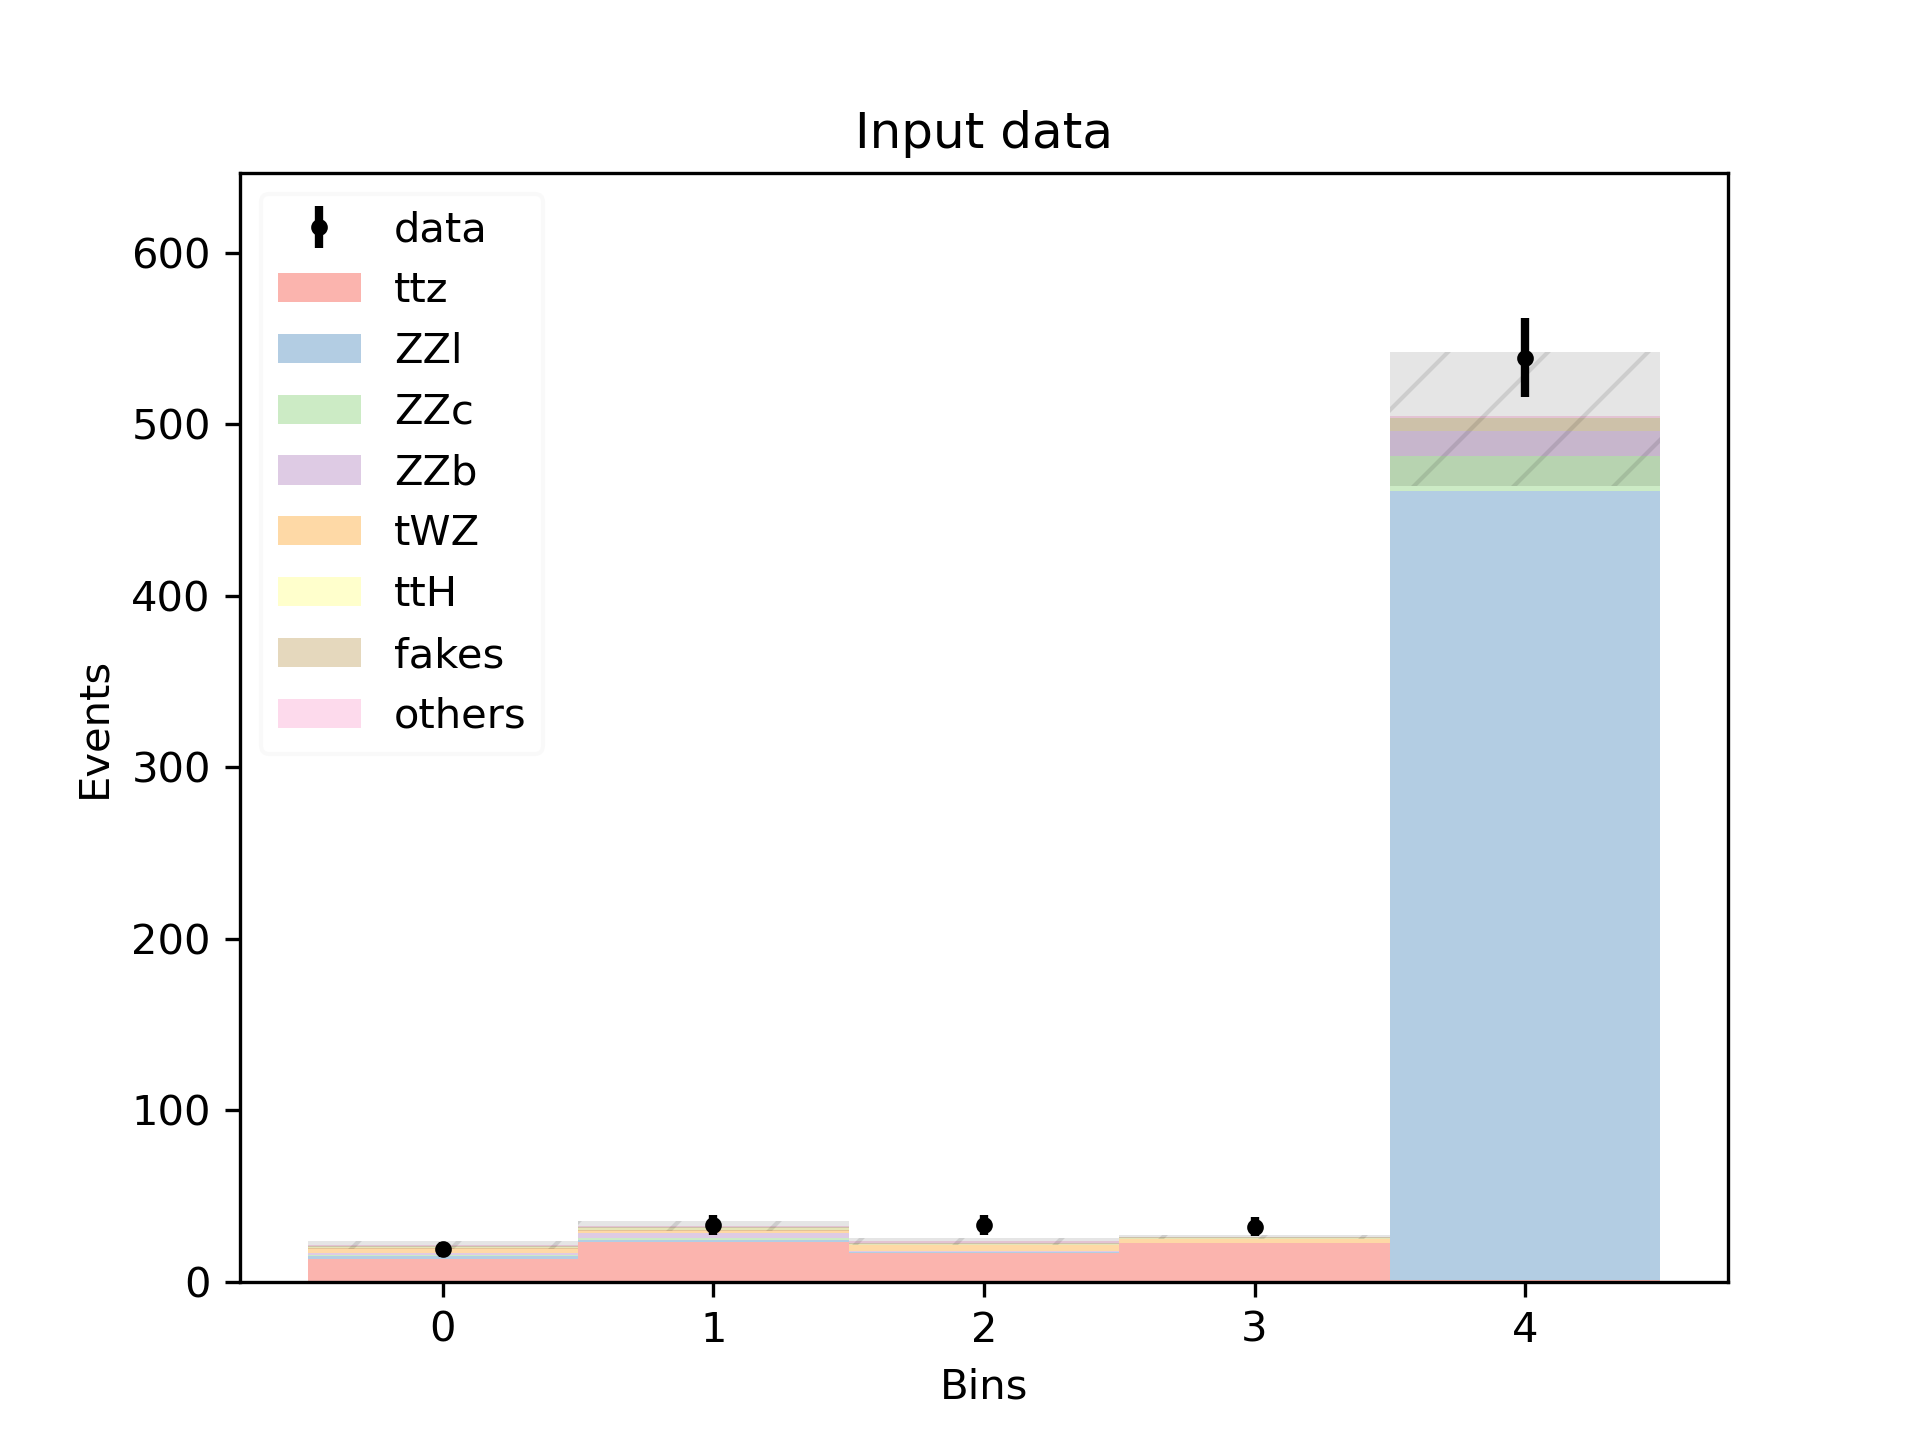 Input data
data
ttz
ZZl
ZZc
ZZb
tWZ
ttH
fakes
others
Events
600
500
400
300
200
100
0
0 1 2 3 4
Bins